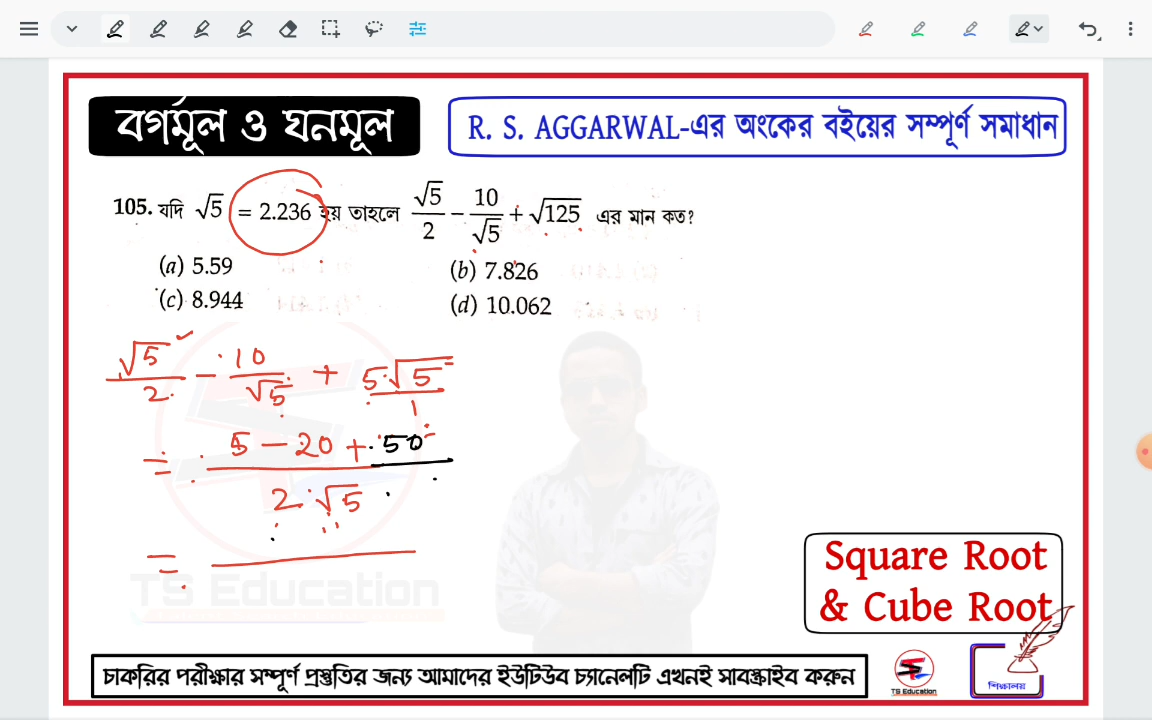 বর্গমূল ও ঘনমূল
R. S. AGGARWAL-এর অংকের বইয়ের সম্পূর্ণ সমাধান
105. যদি √5 = 2.236 হয় তাহলে √5/2 − 10/√5 + √125 এর মান কত?
(a) 5.59 (b) 7.826
(c) 8.944 (d) 10.062
√5/2 − 10/√5 + 5√5/1
= (5 − 20 + 50)/(2√5)
=
TS Education
Square Root
& Cube Root
চাকরির পরীক্ষার সম্পূর্ণ প্রস্তুতির জন্য আমাদের ইউটিউব চ্যানেলটি এখনই সাবস্ক্রাইব করুন
TS Education
শিক্ষালয়